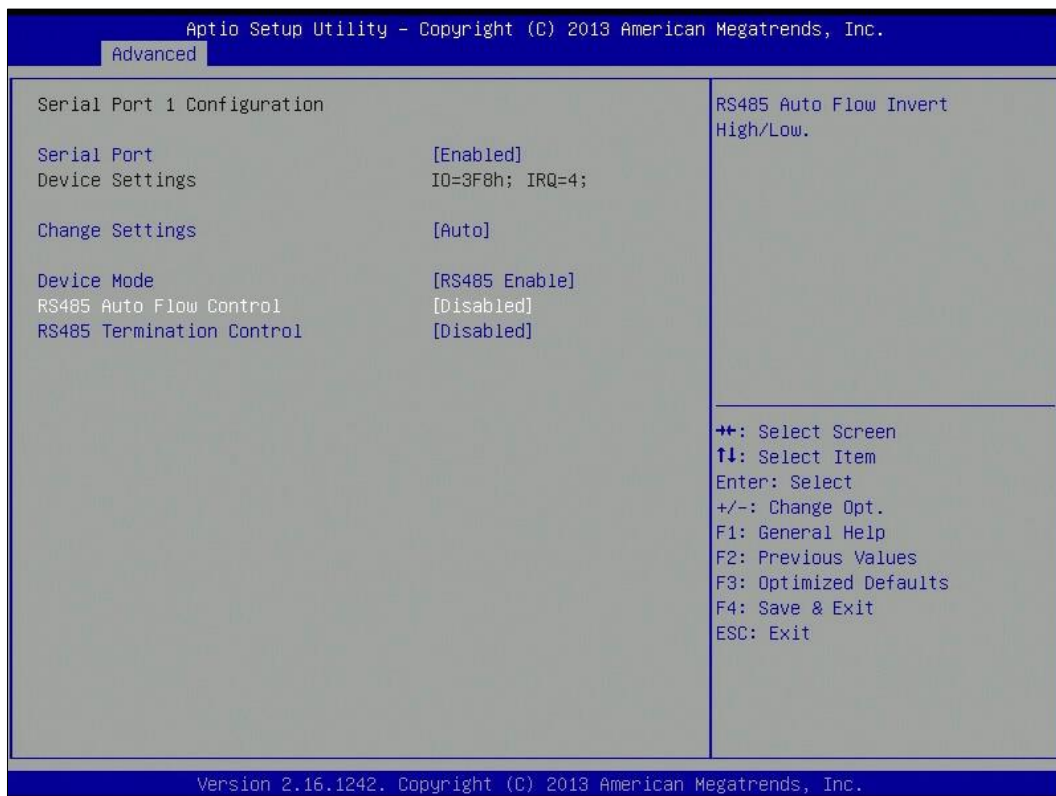 Aptio Setup Utility – Copyright (C) 2013 American Megatrends, Inc.
Advanced
Serial Port 1 Configuration
Serial Port [Enabled]
Device Settings IO=3F8h; IRQ=4;
Change Settings [Auto]
Device Mode [RS485 Enable]
RS485 Auto Flow Control [Disabled]
RS485 Termination Control [Disabled]
RS485 Auto Flow Invert
High/Low.
→←: Select Screen
↑↓: Select Item
Enter: Select
+/-: Change Opt.
F1: General Help
F2: Previous Values
F3: Optimized Defaults
F4: Save & Exit
ESC: Exit
Version 2.16.1242. Copyright (C) 2013 American Megatrends, Inc.